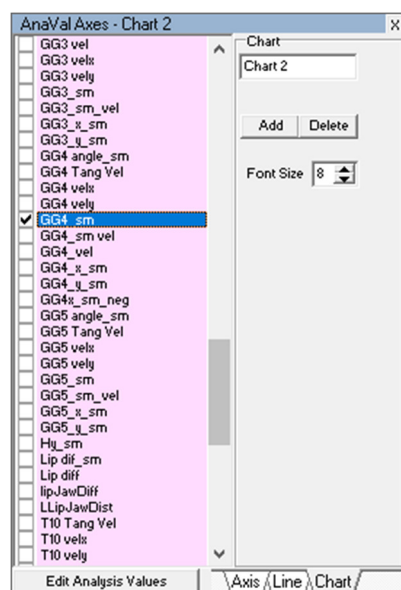 AnaVal Axes - Chart 2
X
GG3 vel
GG3 velx
GG3 vely
GG3_sm
GG3_sm_vel
GG3_x_sm
GG3_y_sm
GG4 angle_sm
GG4 Tang Vel
GG4 velx
GG4 vely
GG4_sm
GG4_sm vel
GG4_vel
GG4_x_sm
GG4_y_sm
GG4x_sm_neg
GG5 angle_sm
GG5 Tang Vel
GG5 velx
GG5 vely
GG5_sm
GG5_sm_vel
GG5_x_sm
GG5_y_sm
Hy_sm
Lip dif_sm
Lip diff
lipJawDiff
LLipJawDist
T10 Tang Vel
T10 velx
T10 vely
Edit Analysis Values
Chart
Chart 2
Add Delete
Font Size 8
Axis Line Chart